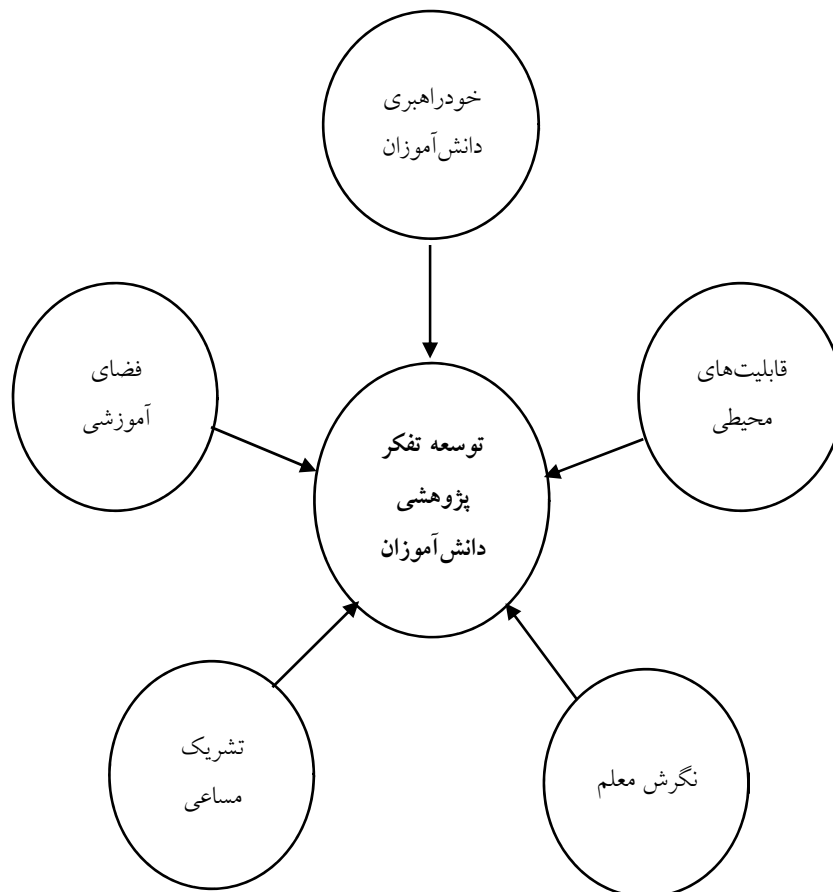 خودراهبری
دانش‌آموزان
قابلیت‌های
محیطی
فضای
آموزشی
توسعه تفکر
پژوهشی
دانش‌آموزان
تشریک
مساعی
نگرش معلم